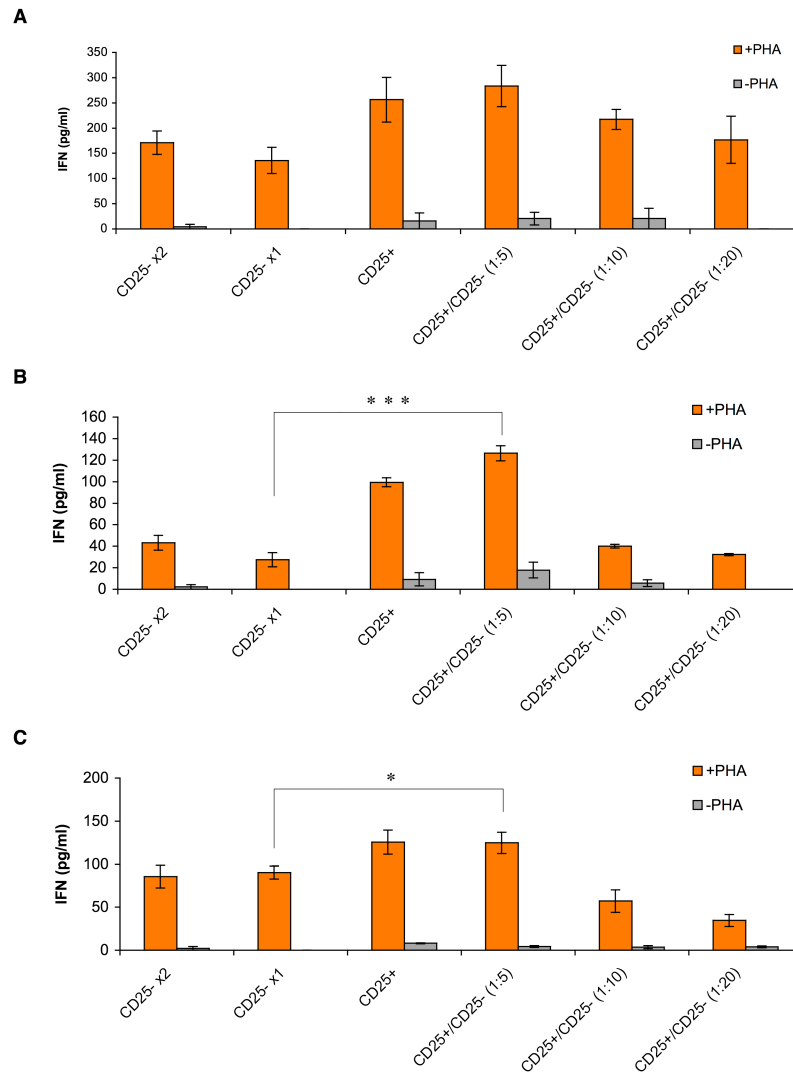 A
350
300
250
200
150
100
50
0
IFN (pg/ml)
+PHA
-PHA
CD25- x2
CD25- x1
CD25+
CD25+/CD25- (1:5)
CD25+/CD25- (1:10)
CD25+/CD25- (1:20)
B
160
140
120
100
80
60
40
20
0
IFN (pg/ml)
* * *
+PHA
-PHA
CD25- x2
CD25- x1
CD25+
CD25+/CD25- (1:5)
CD25+/CD25- (1:10)
CD25+/CD25- (1:20)
C
200
150
100
50
0
IFN (pg/ml)
*
+PHA
-PHA
CD25- x2
CD25- x1
CD25+
CD25+/CD25- (1:5)
CD25+/CD25- (1:10)
CD25+/CD25- (1:20)